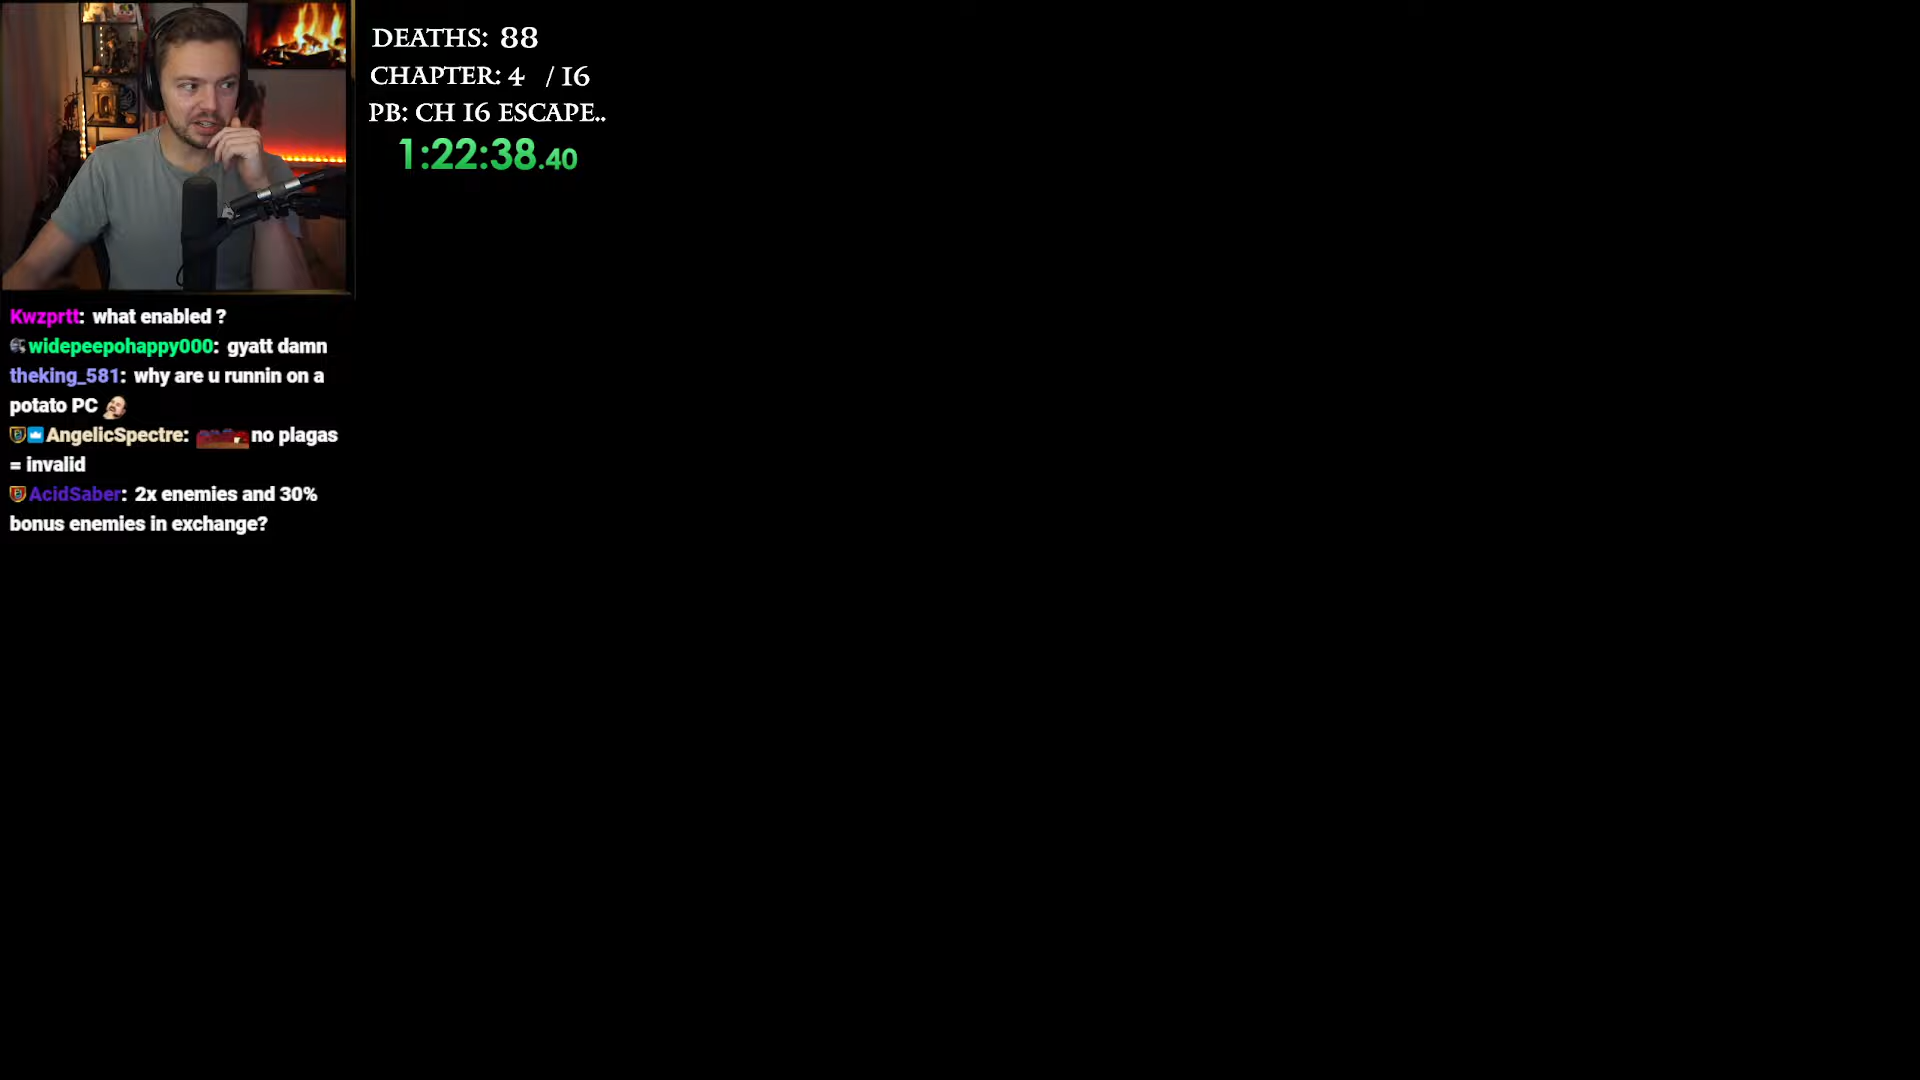 DEATHS: 88
CHAPTER: 4 / 16
PB: CH 16 ESCAPE..
1:22:38.40
Kwzprtt: what enabled ?
widepeepohappy000: gyatt damn
theking_581: why are u runnin on a
potato PC
AngelicSpectre: no plagas
= invalid
AcidSaber: 2x enemies and 30%
bonus enemies in exchange?